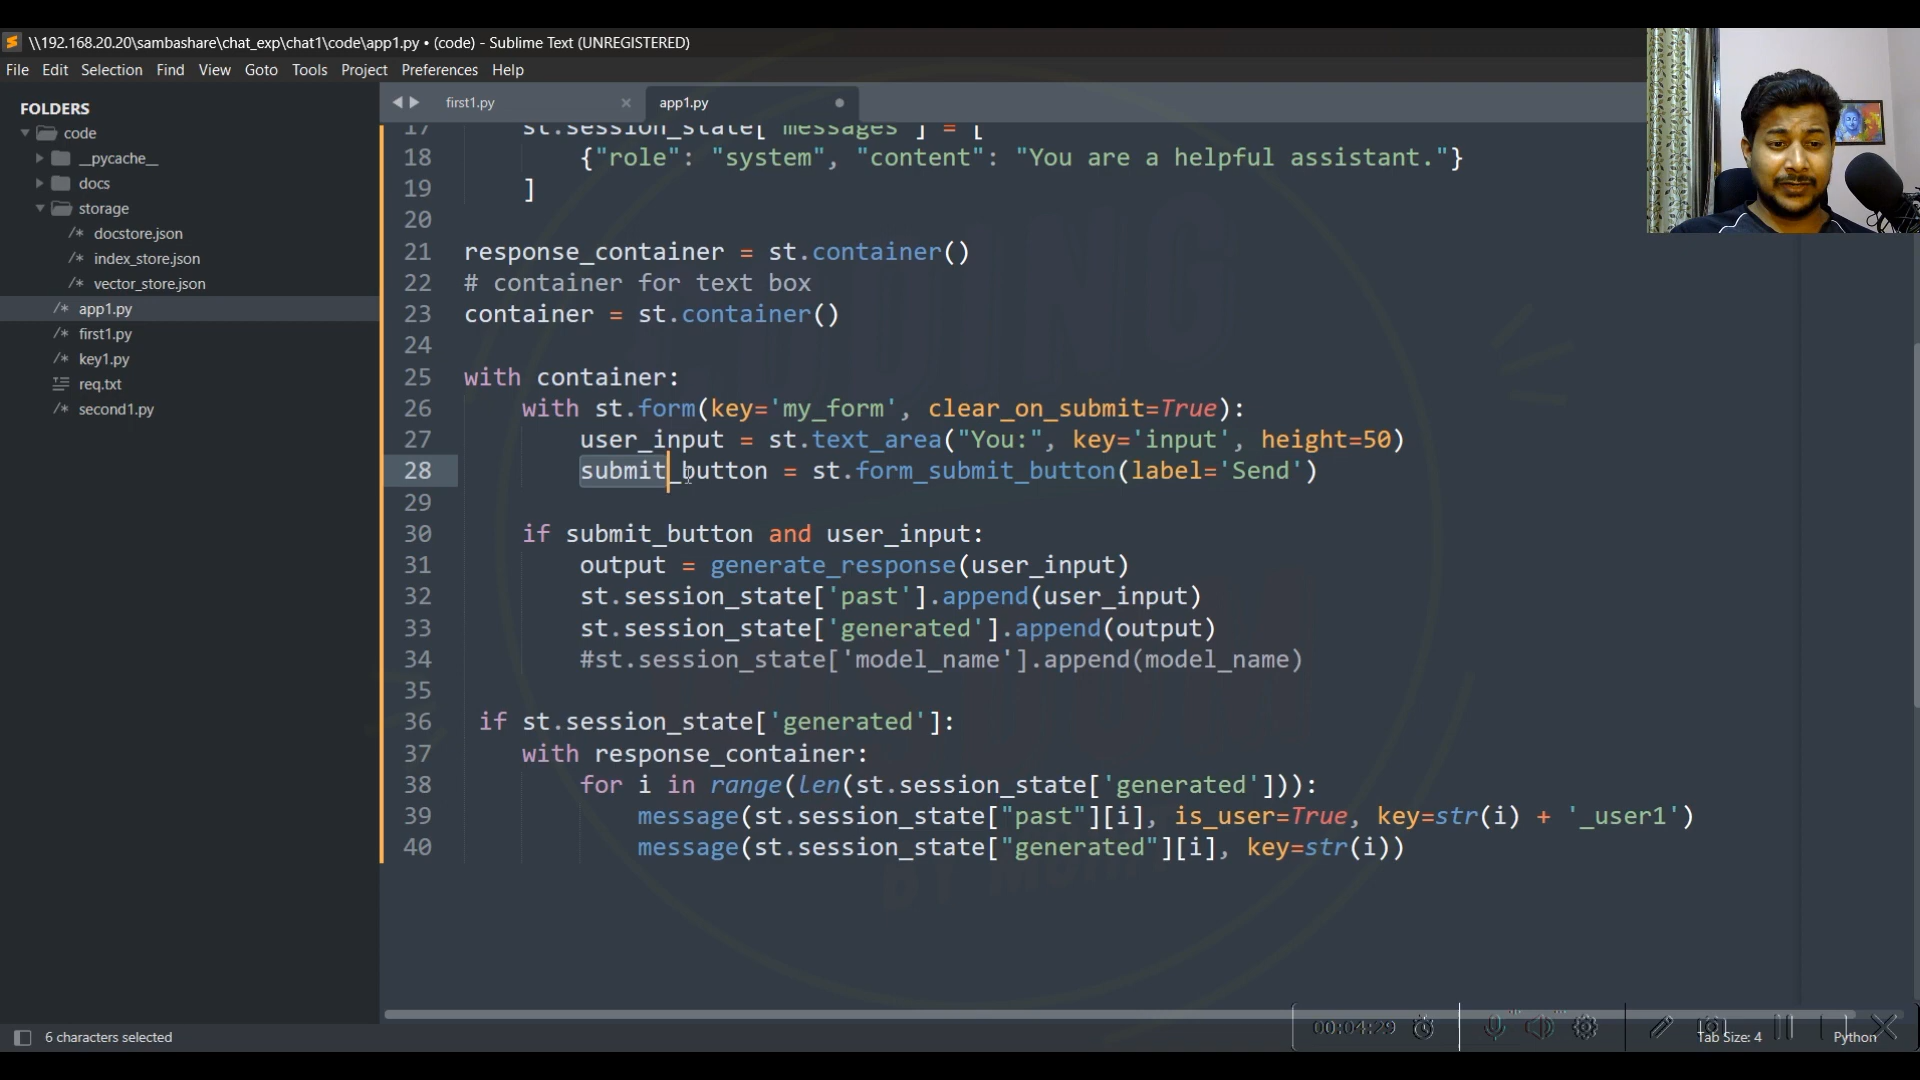 \\192.168.20.20\sambashare\chat_exp\chat1\code\app1.py • (code) - Sublime Text (UNREGISTERED)
File Edit Selection Find View Goto Tools Project Preferences Help
FOLDERS
code
__pycache__
docs
storage
/* docstore.json
/* index_store.json
/* vector_store.json
/* app1.py
/* first1.py
/* key1.py
req.txt
/* second1.py
first1.py × app1.py
17 st.session_state['messages'] = [
18 {"role": "system", "content": "You are a helpful assistant."}
19 ]
20
21 response_container = st.container()
22 # container for text box
23 container = st.container()
24
25 with container:
26 with st.form(key='my_form', clear_on_submit=True):
27 user_input = st.text_area("You:", key='input', height=50)
28 submit_button = st.form_submit_button(label='Send')
29
30 if submit_button and user_input:
31 output = generate_response(user_input)
32 st.session_state['past'].append(user_input)
33 st.session_state['generated'].append(output)
34 #st.session_state['model_name'].append(model_name)
35
36 if st.session_state['generated']:
37 with response_container:
38 for i in range(len(st.session_state['generated'])):
39 message(st.session_state["past"][i], is_user=True, key=str(i) + '_user1')
40 message(st.session_state["generated"][i], key=str(i))
6 characters selected
00:04:29
Tab Size: 4
Python